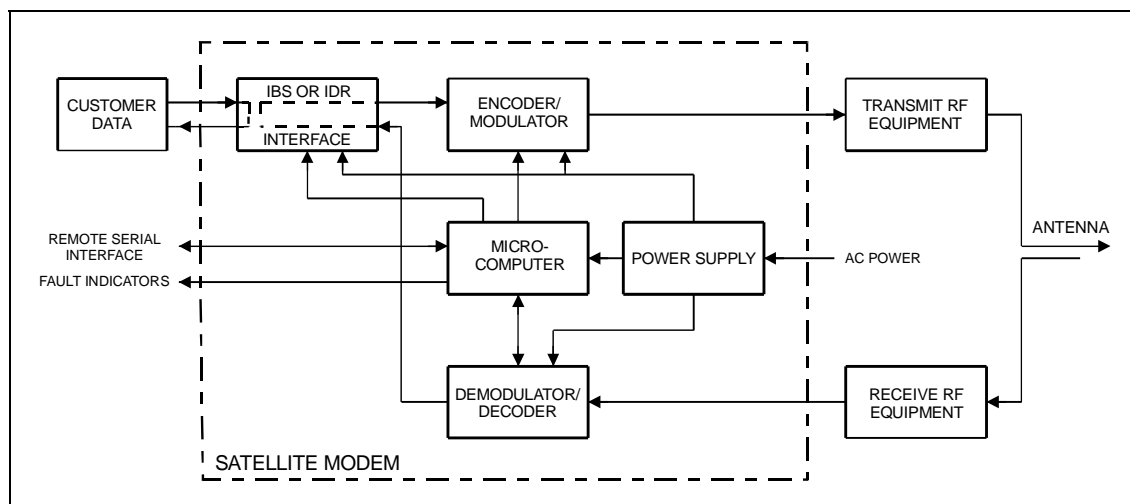 CUSTOMER
DATA
IBS OR IDR
INTERFACE
ENCODER/
MODULATOR
TRANSMIT RF
EQUIPMENT
ANTENNA
REMOTE SERIAL
INTERFACE
FAULT INDICATORS
MICRO-
COMPUTER
POWER SUPPLY
AC POWER
DEMODULATOR/
DECODER
RECEIVE RF
EQUIPMENT
SATELLITE MODEM